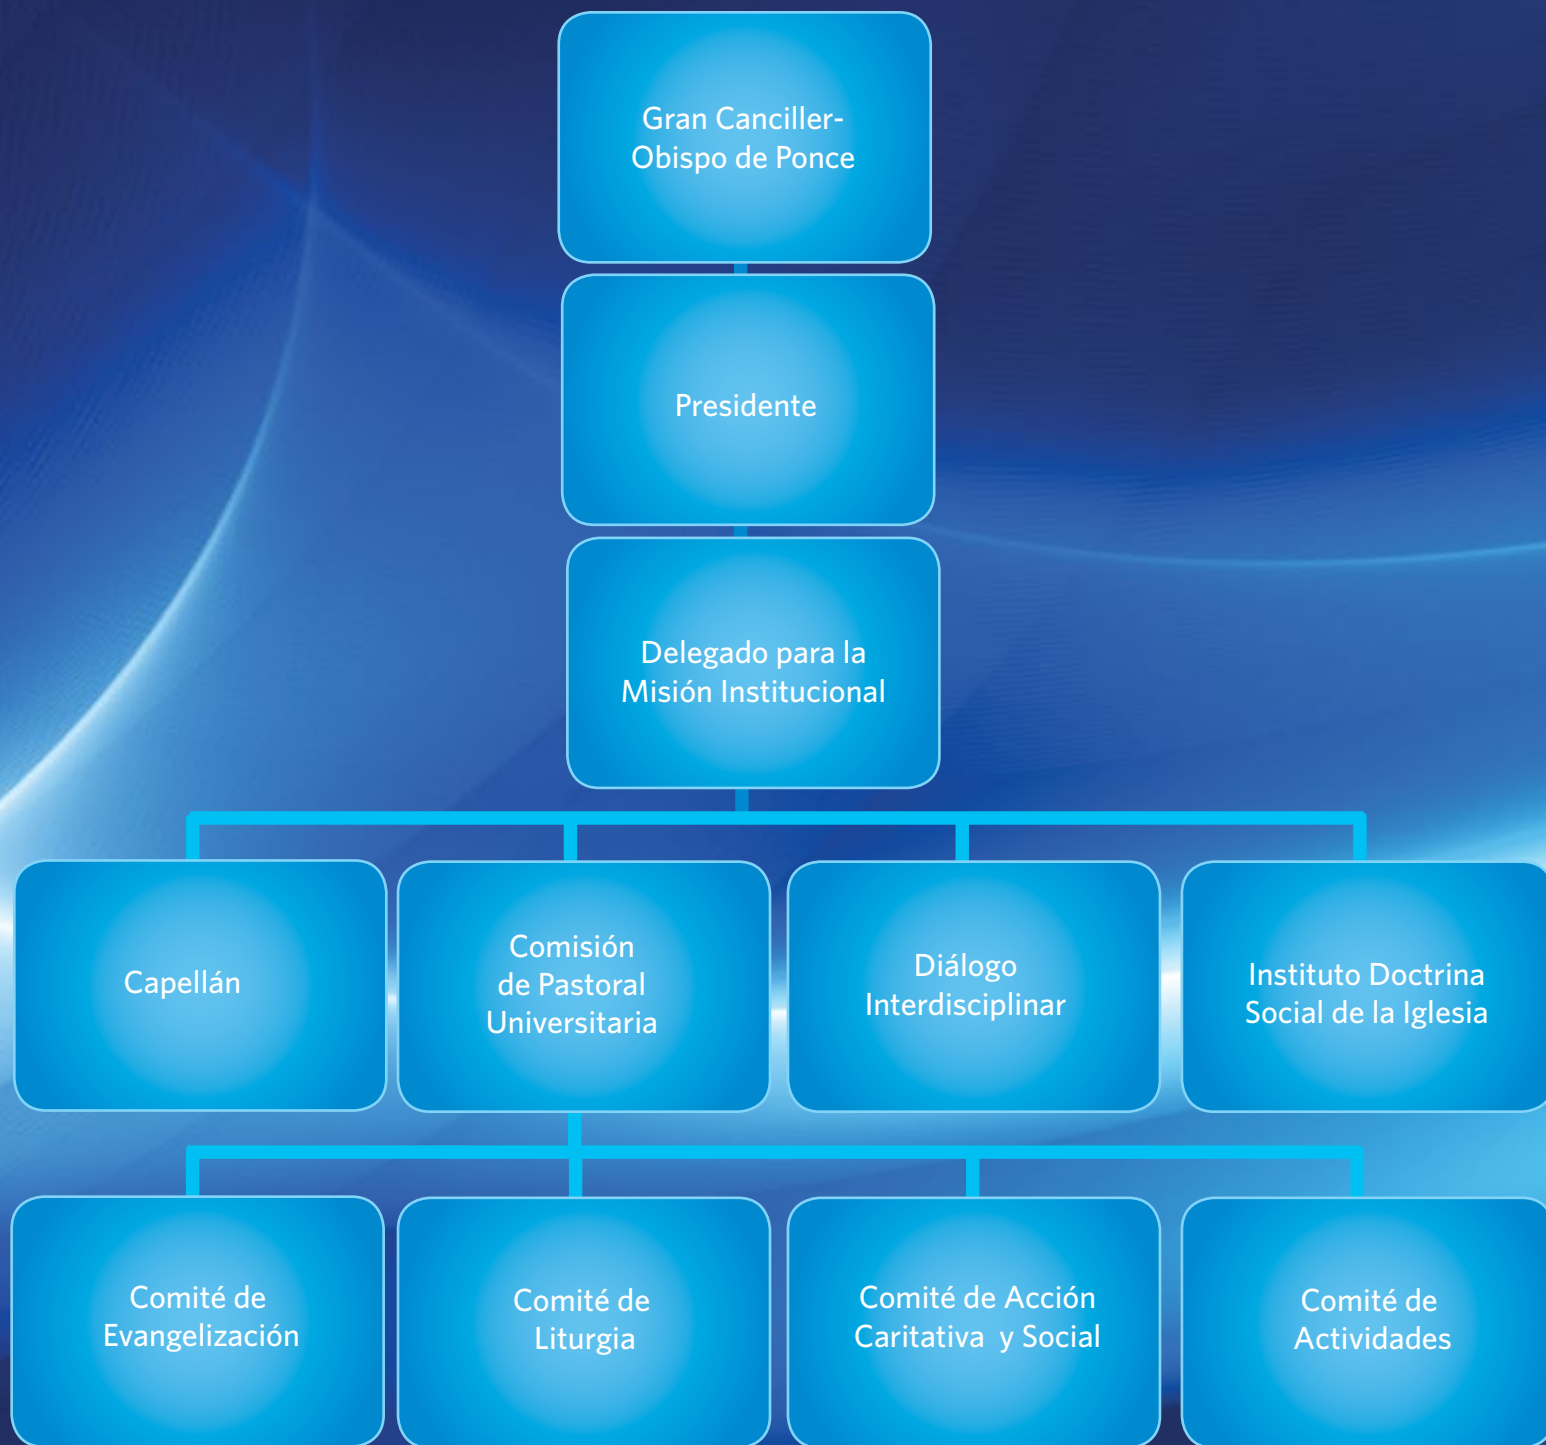 Gran Canciller-
Obispo de Ponce
Presidente
Delegado para la
Misión Institucional
Capellán
Comisión
de Pastoral
Universitaria
Diálogo
Interdisciplinar
Instituto Doctrina
Social de la Iglesia
Comité de
Evangelización
Comité de
Liturgia
Comité de Acción
Caritativa y Social
Comité de
Actividades